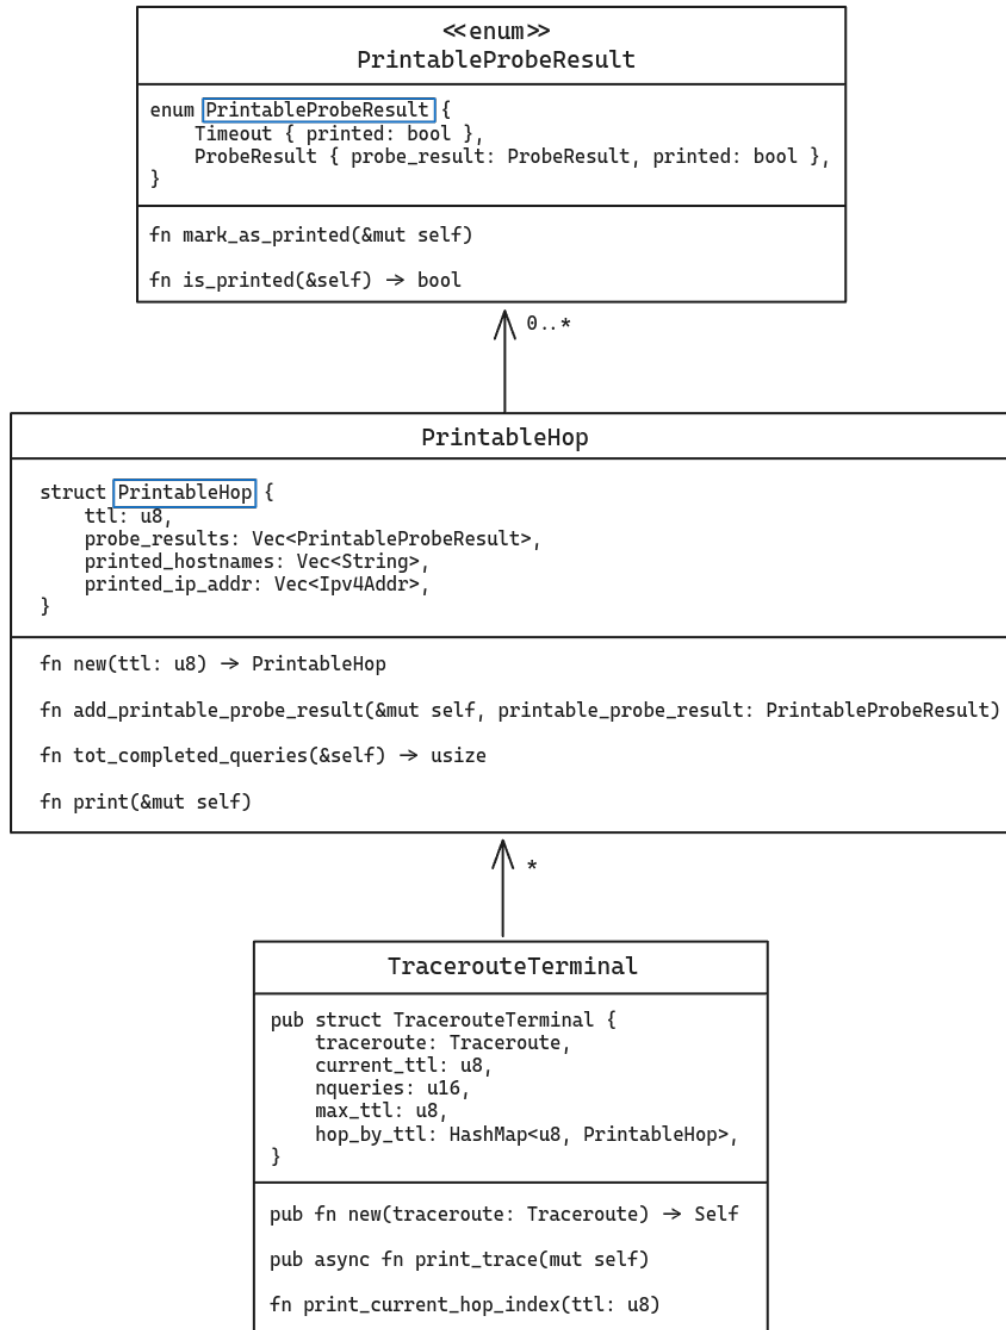 ≪enum≫
PrintableProbeResult
enum PrintableProbeResult {
    Timeout { printed: bool },
    ProbeResult { probe_result: ProbeResult, printed: bool },
}
fn mark_as_printed(&mut self)
fn is_printed(&self) → bool
0..*
PrintableHop
struct PrintableHop {
    ttl: u8,
    probe_results: Vec<PrintableProbeResult>,
    printed_hostnames: Vec<String>,
    printed_ip_addr: Vec<Ipv4Addr>,
}
fn new(ttl: u8) → PrintableHop
fn add_printable_probe_result(&mut self, printable_probe_result: PrintableProbeResult)
fn tot_completed_queries(&self) → usize
fn print(&mut self)
*
TracerouteTerminal
pub struct TracerouteTerminal {
    traceroute: Traceroute,
    current_ttl: u8,
    nqueries: u16,
    max_ttl: u8,
    hop_by_ttl: HashMap<u8, PrintableHop>,
}
pub fn new(traceroute: Traceroute) → Self
pub async fn print_trace(mut self)
fn print_current_hop_index(ttl: u8)